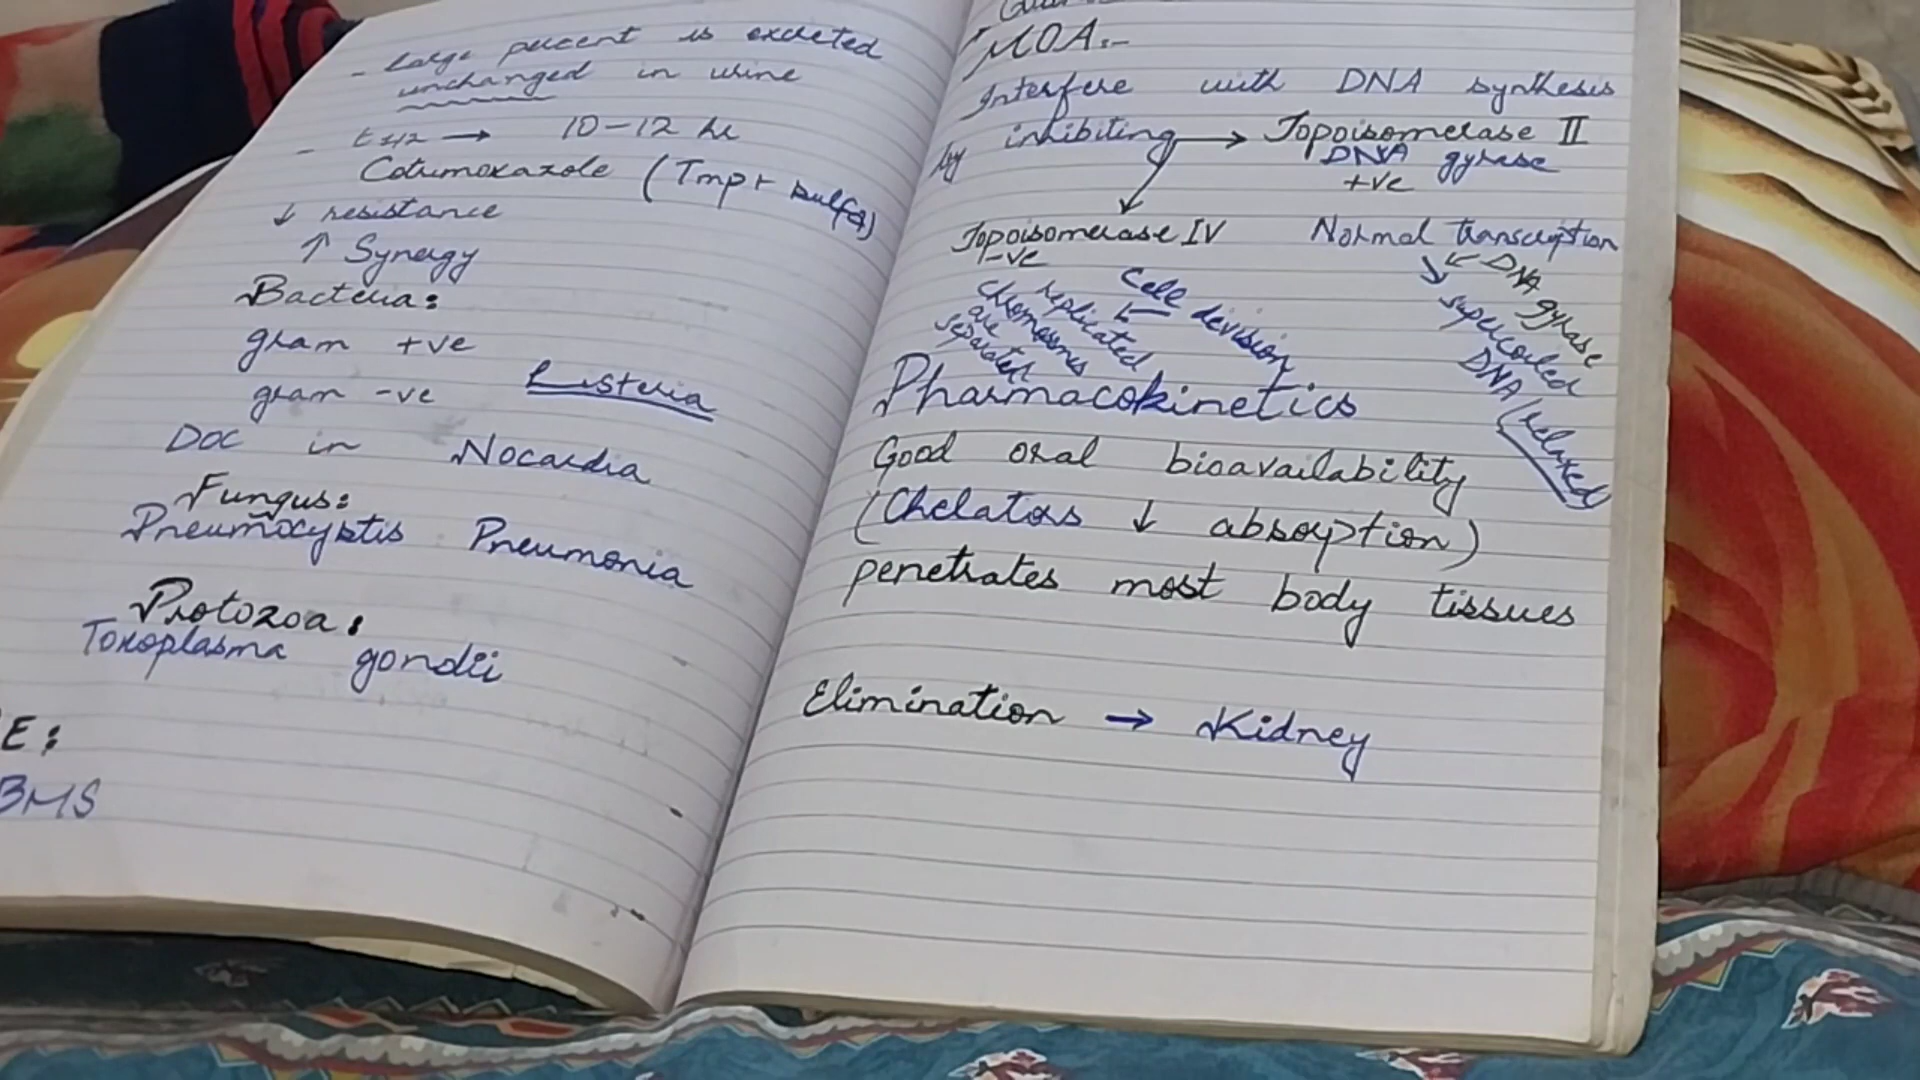 - Large percent is excreted
unchanged in urine
- t 1/2 → 10-12 hr
Cotrimoxazole (Tmp + sulfa)
↓ resistance
↑ Synergy
Bacteria:
gram +ve
gram -ve Listeria
DOC in Nocardia
Fungus:
Pneumocystis Pneumonia
Protozoa:
Toxoplasma gondii
E:
BMS
MOA:-
Interfere with DNA synthesis
by inhibiting → Topoisomerase II
DNA gyrase
+ve
Topoisomerase IV
-ve
Normal transcription
← DNA gyrase
supercoiled
DNA (relaxed)
Cell devision
← replicated
chromosomes
are
separated
Pharmacokinetics
Good oral bioavailability
(Chelators ↓ absorption)
penetrates most body tissues
Elimination → Kidney